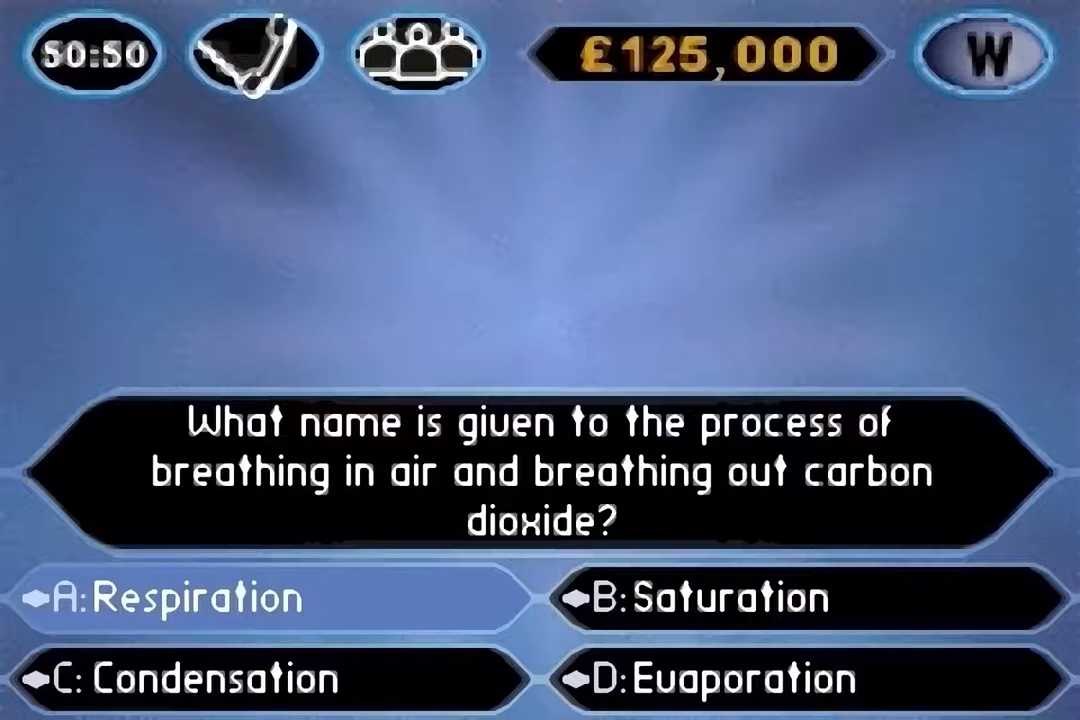 50:50
£125,000
W
What name is given to the process of
breathing in air and breathing out carbon
dioxide?
A: Respiration
B: Saturation
C: Condensation
D: Evaporation